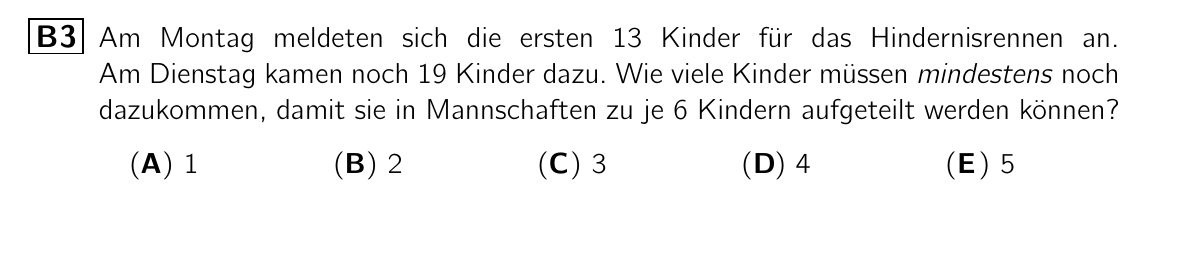 B3 Am Montag meldeten sich die ersten 13 Kinder für das Hindernisrennen an.
Am Dienstag kamen noch 19 Kinder dazu. Wie viele Kinder müssen mindestens noch
dazukommen, damit sie in Mannschaften zu je 6 Kindern aufgeteilt werden können?
(A) 1 (B) 2 (C) 3 (D) 4 (E) 5